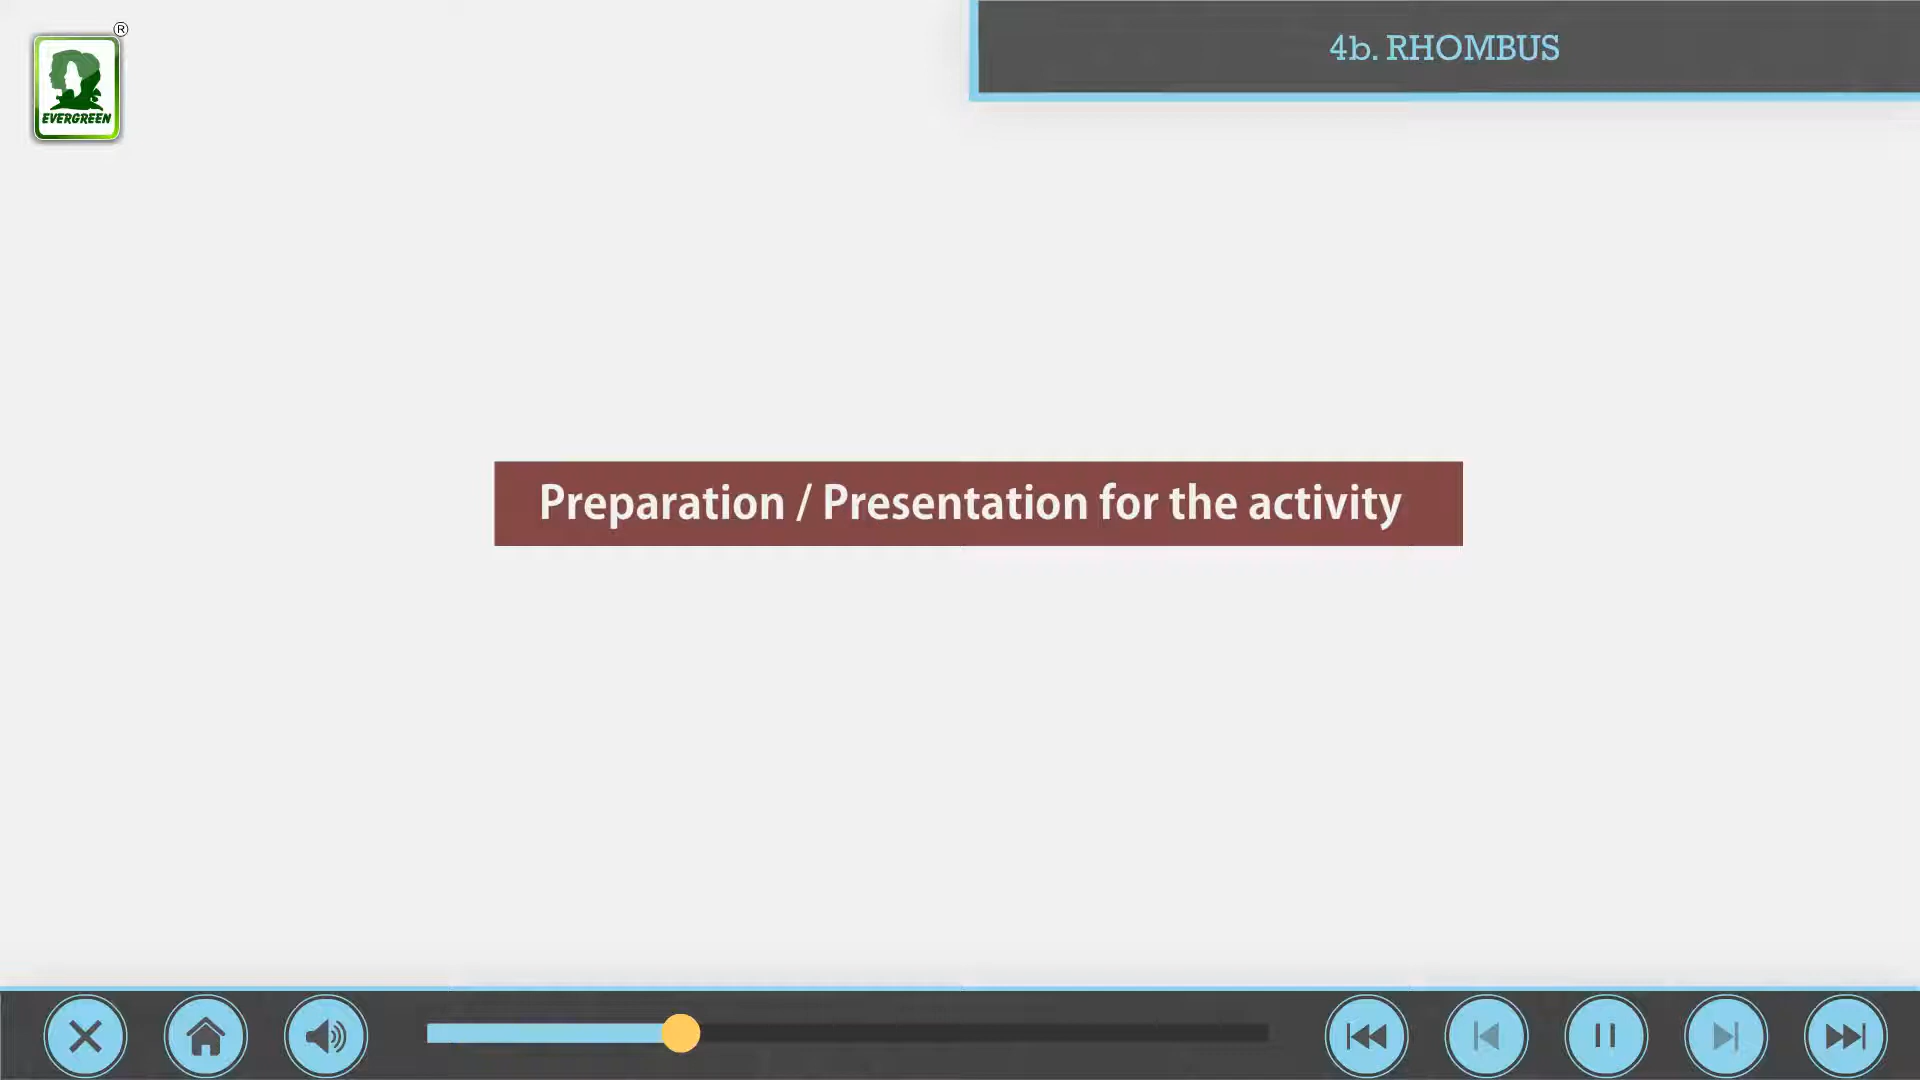 ®
EVERGREEN
4b. RHOMBUS
Preparation / Presentation for the activity